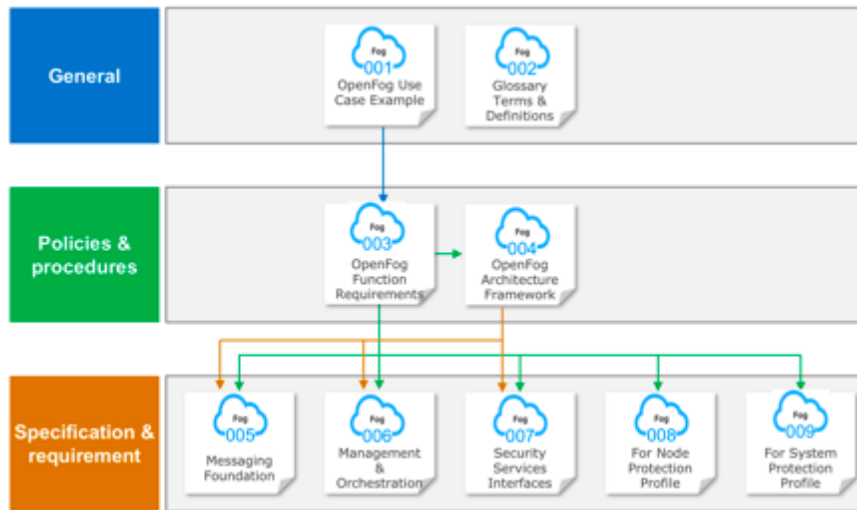 General
Fog
001
OpenFog Use
Case Example
Fog
002
Glossary
Terms &
Definitions
Policies &
procedures
Fog
003
OpenFog
Function
Requirements
Fog
004
OpenFog
Architecture
Framework
Specification &
requirement
Fog
005
Messaging
Foundation
Fog
006
Management
&
Orchestration
Fog
007
Security
Services
Interfaces
Fog
008
For Node
Protection
Profile
Fog
009
For System
Protection
Profile